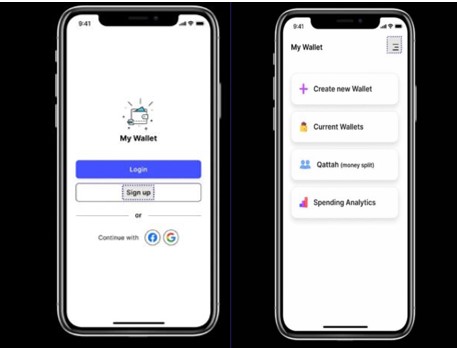 9:41
My Wallet
Login
Sign up
or
Continue with
9:41
My Wallet
Create new Wallet
Current Wallets
Qattah (money split)
Spending Analytics